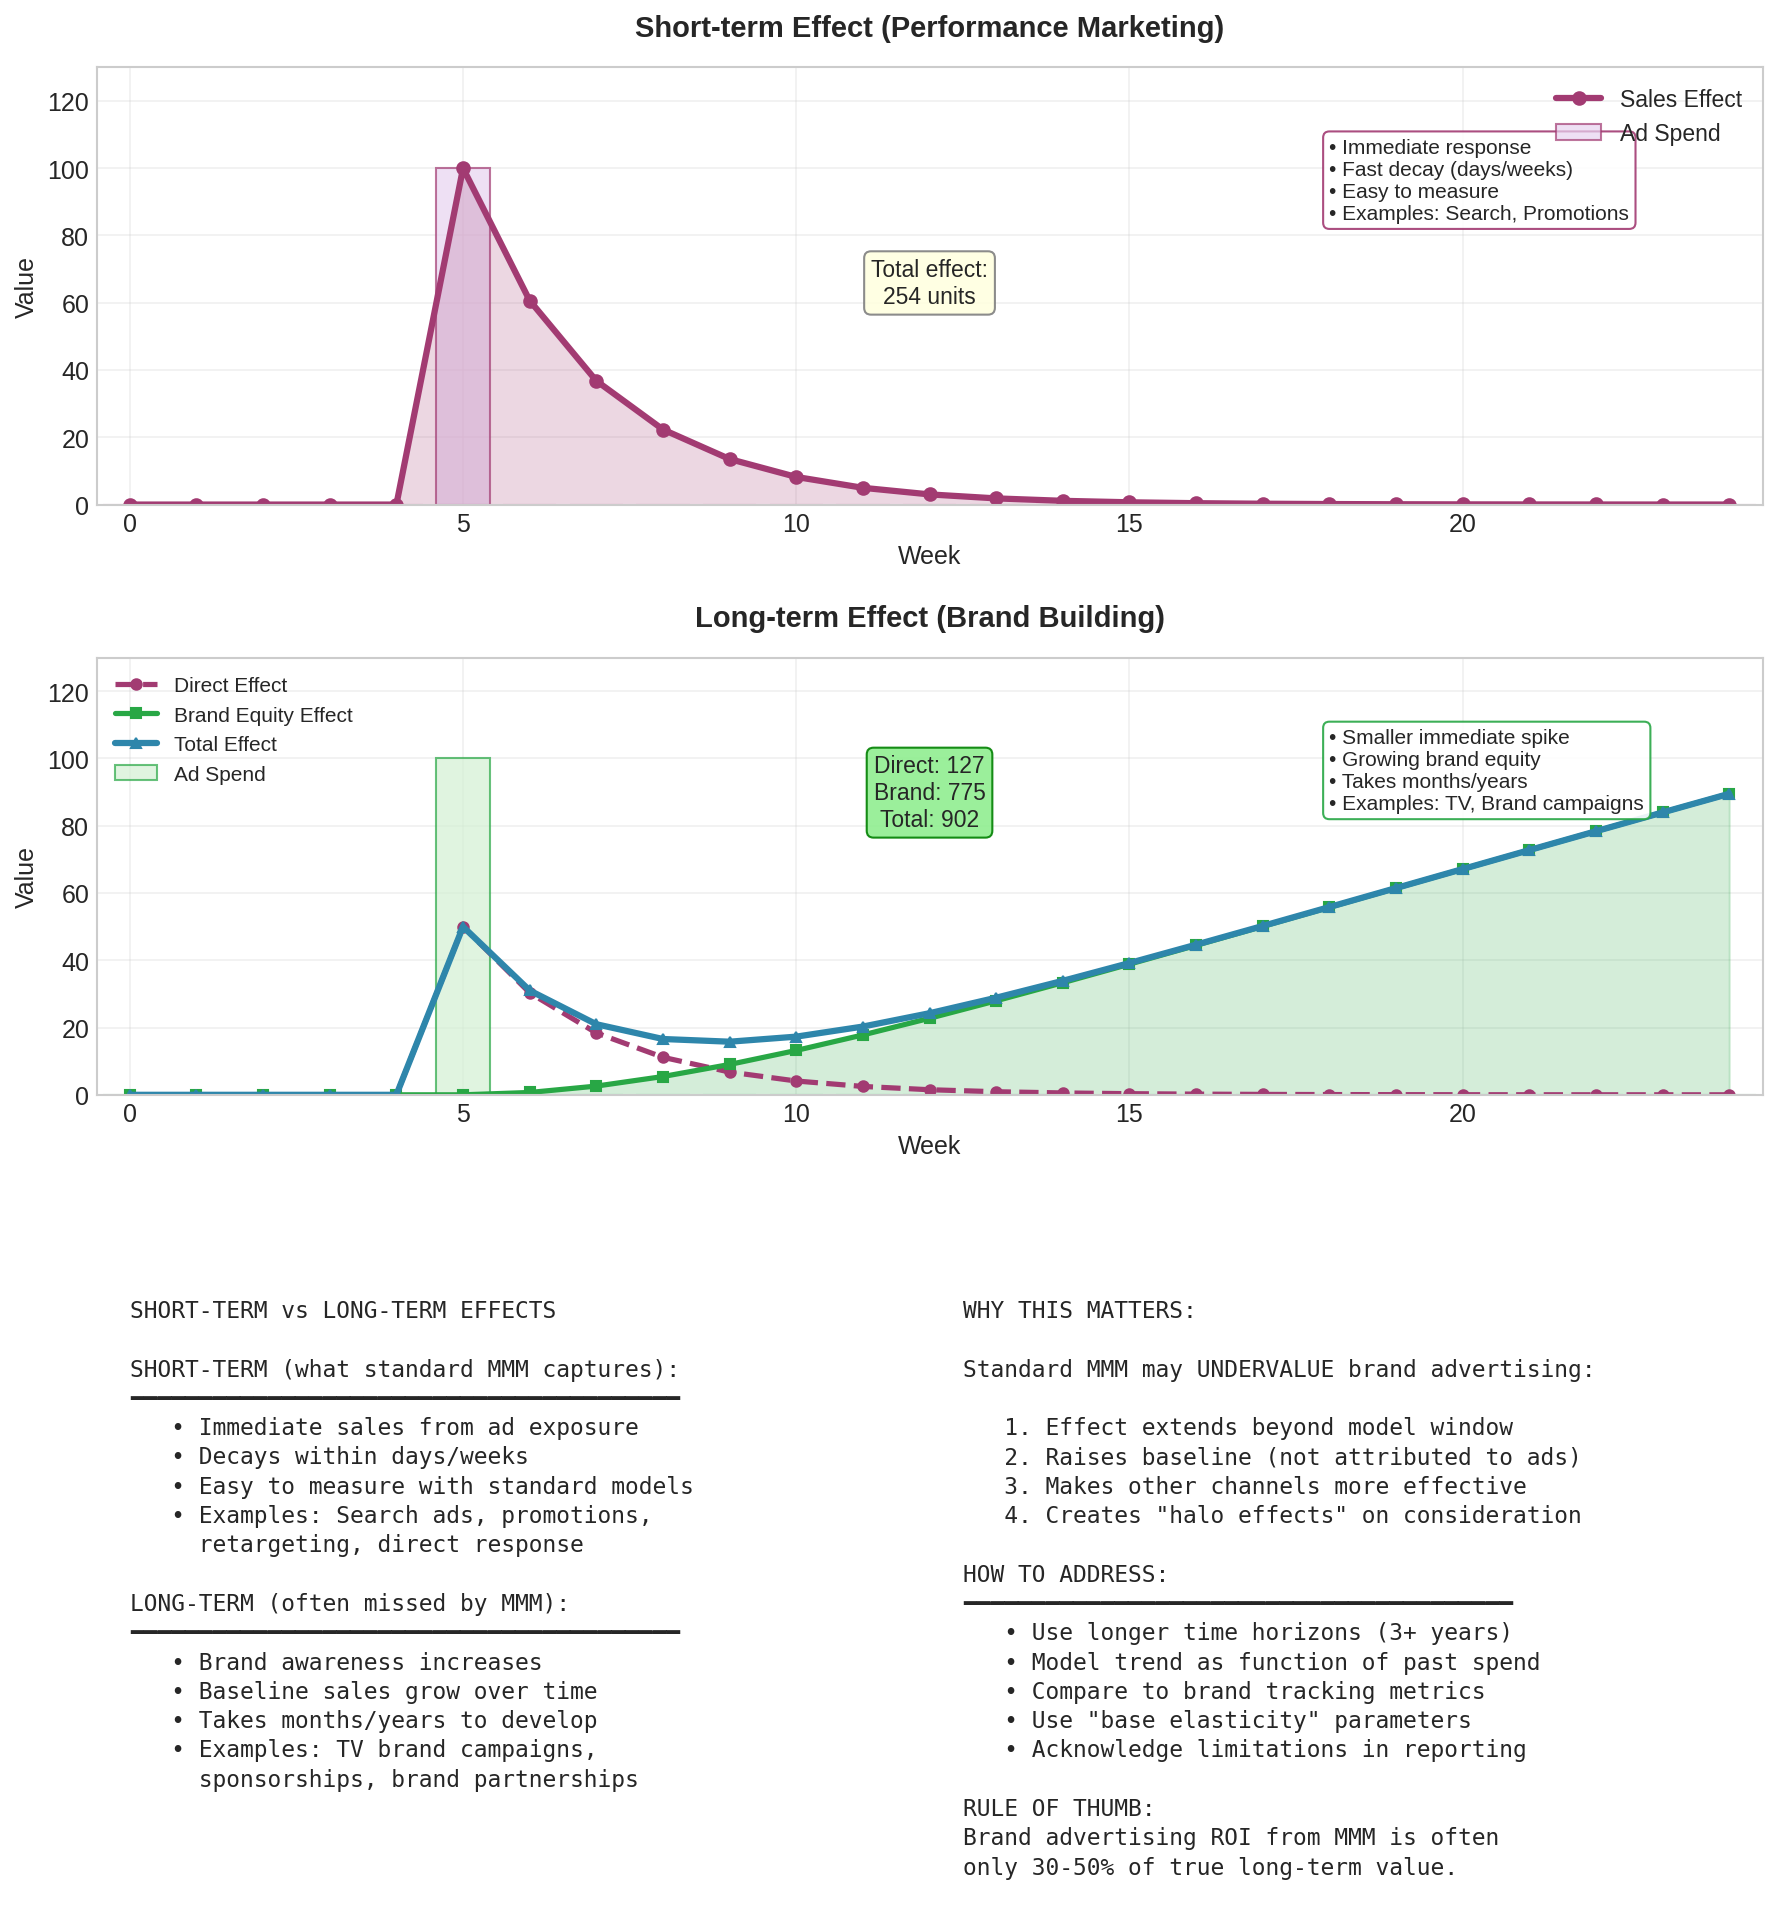 Short-term Effect (Performance Marketing)
120
100
80
60
40
20
0
Value
Sales Effect
Ad Spend
• Immediate response
• Fast decay (days/weeks)
• Easy to measure
• Examples: Search, Promotions
Total effect:
254 units
0 5 10 15 20
Week
Long-term Effect (Brand Building)
120
100
80
60
40
20
0
Value
Direct Effect
Brand Equity Effect
Total Effect
Ad Spend
Direct: 127
Brand: 775
Total: 902
• Smaller immediate spike
• Growing brand equity
• Takes months/years
• Examples: TV, Brand campaigns
0 5 10 15 20
Week
SHORT-TERM vs LONG-TERM EFFECTS
SHORT-TERM (what standard MMM captures):
• Immediate sales from ad exposure
• Decays within days/weeks
• Easy to measure with standard models
• Examples: Search ads, promotions,
retargeting, direct response
LONG-TERM (often missed by MMM):
• Brand awareness increases
• Baseline sales grow over time
• Takes months/years to develop
• Examples: TV brand campaigns,
sponsorships, brand partnerships
WHY THIS MATTERS:
Standard MMM may UNDERVALUE brand advertising:
1. Effect extends beyond model window
2. Raises baseline (not attributed to ads)
3. Makes other channels more effective
4. Creates "halo effects" on consideration
HOW TO ADDRESS:
• Use longer time horizons (3+ years)
• Model trend as function of past spend
• Compare to brand tracking metrics
• Use "base elasticity" parameters
• Acknowledge limitations in reporting
RULE OF THUMB:
Brand advertising ROI from MMM is often
only 30-50% of true long-term value.